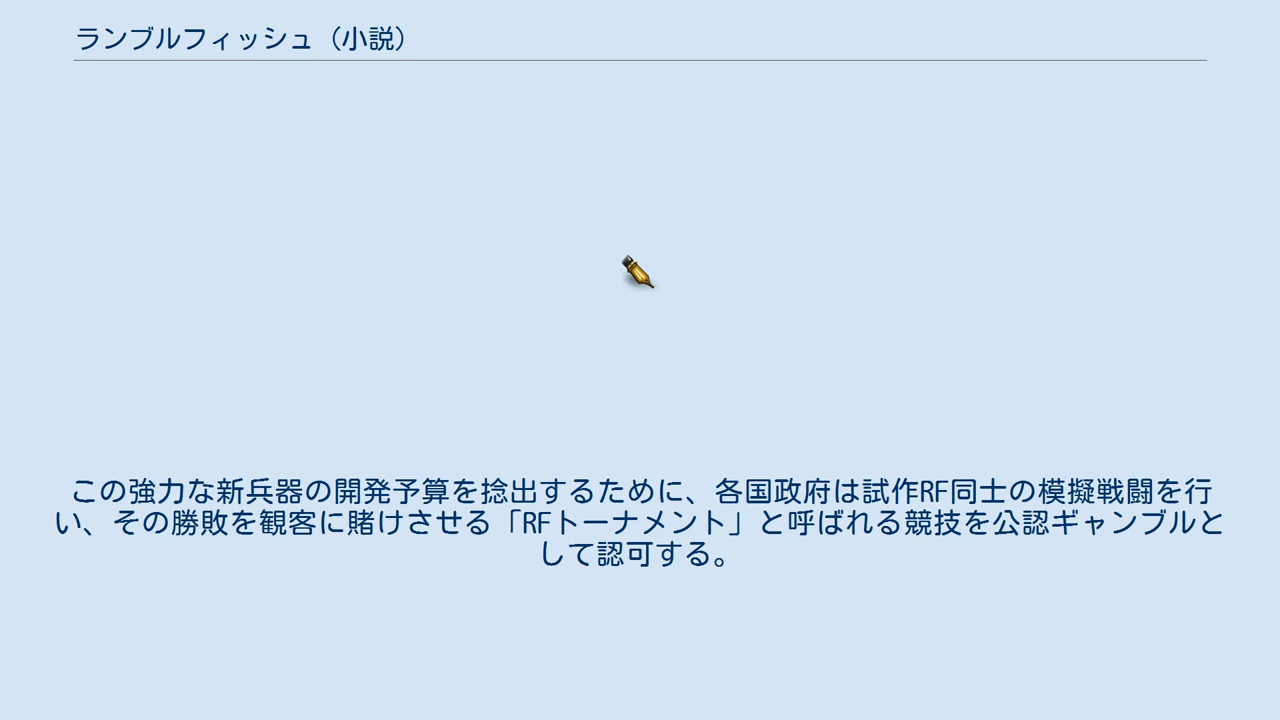 ランブルフィッシュ（小説）
この強力な新兵器の開発予算を捻出するために、各国政府は試作RF同士の模擬戦闘を行
い、その勝敗を観客に賭けさせる「RFトーナメント」と呼ばれる競技を公認ギャンブルと
して認可する。